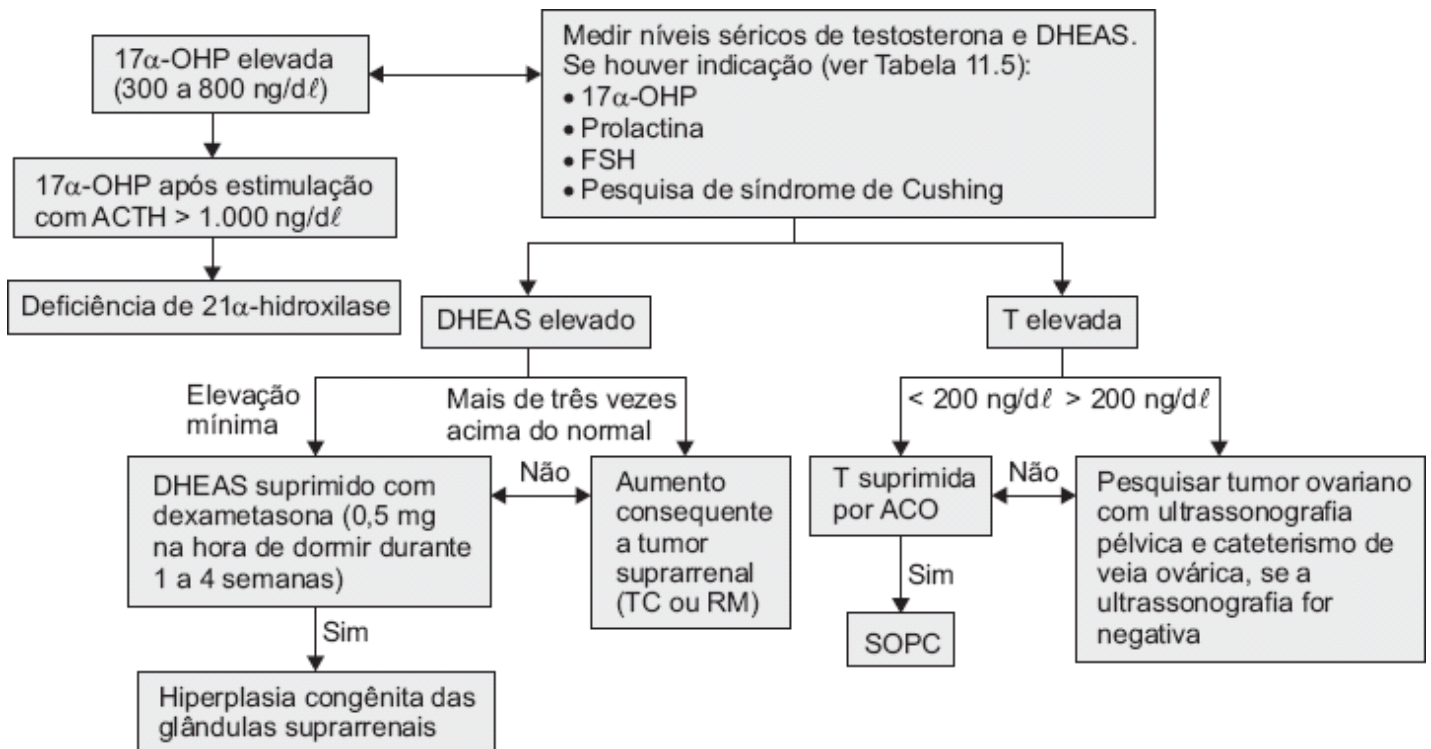 17α-OHP elevada
(300 a 800 ng/dℓ)
Medir níveis séricos de testosterona e DHEAS.
Se houver indicação (ver Tabela 11.5):
• 17α-OHP
• Prolactina
• FSH
• Pesquisa de síndrome de Cushing
17α-OHP após estimulação
com ACTH > 1.000 ng/dℓ
Deficiência de 21α-hidroxilase
DHEAS elevado
T elevada
Elevação
mínima
Mais de três vezes
acima do normal
< 200 ng/dℓ
> 200 ng/dℓ
DHEAS suprimido com
dexametasona (0,5 mg
na hora de dormir durante
1 a 4 semanas)
Não
Aumento
consequente
a tumor
suprarrenal
(TC ou RM)
T suprimida
por ACO
Não
Pesquisar tumor ovariano
com ultrassonografia
pélvica e cateterismo de
veia ovárica, se a
ultrassonografia for
negativa
Sim
Hiperplasia congênita das
glândulas suprarrenais
Sim
SOPC